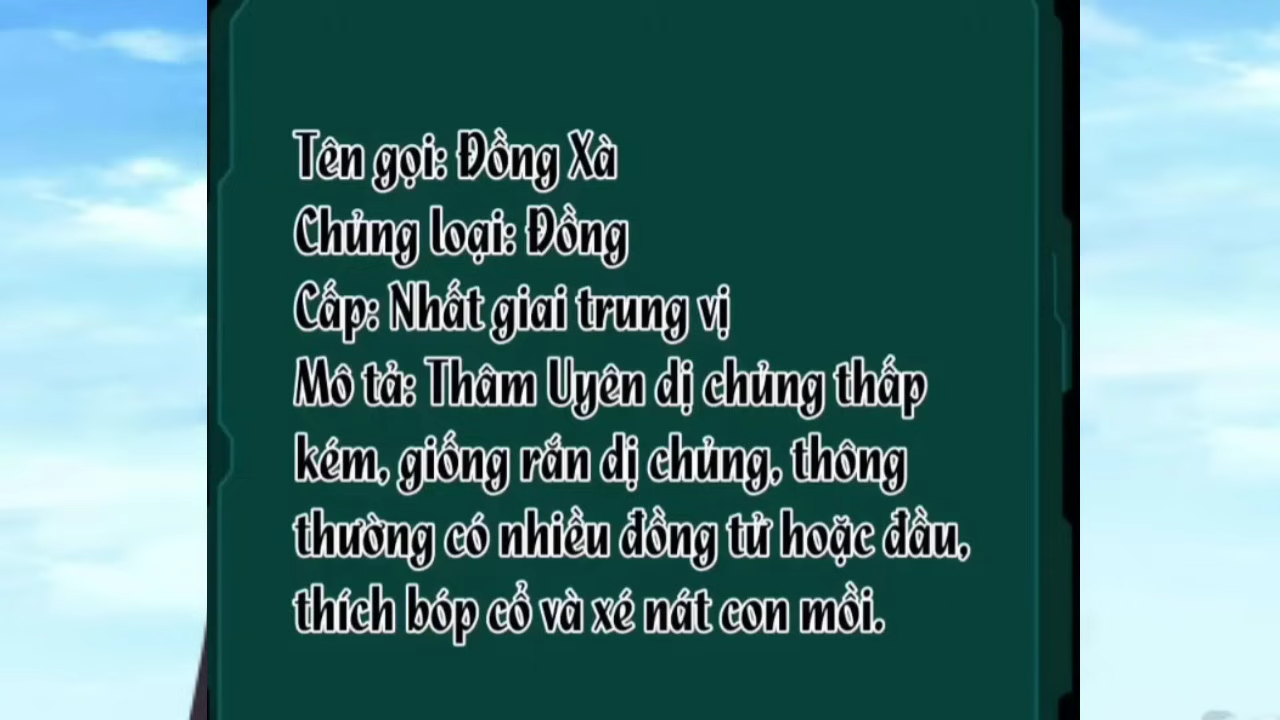 Tên gọi: Đồng Xà
Chủng loại: Đồng
Cấp: Nhất giai trung vị
Mô tả: Thâm Uyên dị chủng thấp
kém, giống rắn dị chủng, thông
thường có nhiều đồng tử hoặc đầu,
thích bóp cổ và xé nát con mồi.